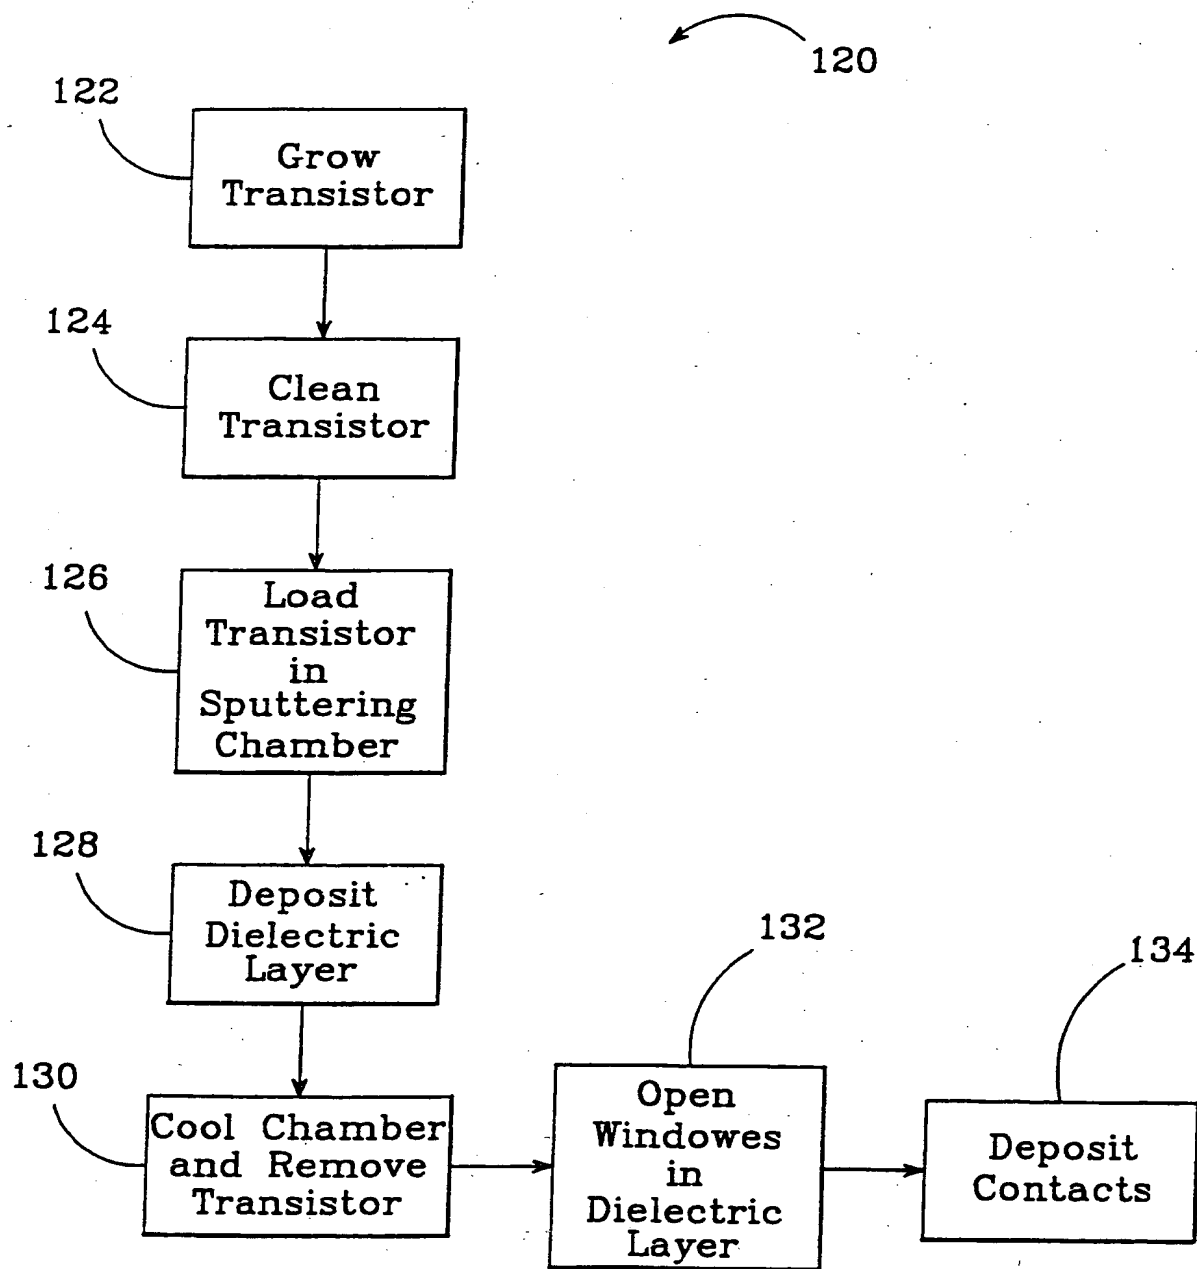 120
122
Grow
Transistor
124
Clean
Transistor
126
Load
Transistor
in
Sputtering
Chamber
128
Deposit
Dielectric
Layer
130
Cool Chamber
and Remove
Transistor
132
Open
Windowes
in
Dielectric
Layer
134
Deposit
Contacts